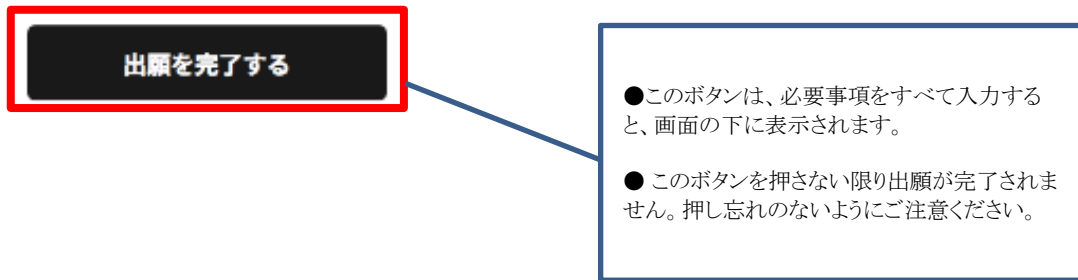 出願を完了する
●このボタンは、必要事項をすべて入力する
と、画面の下に表示されます。
● このボタンを押さない限り出願が完了されま
せん。押し忘れのないようにご注意ください。